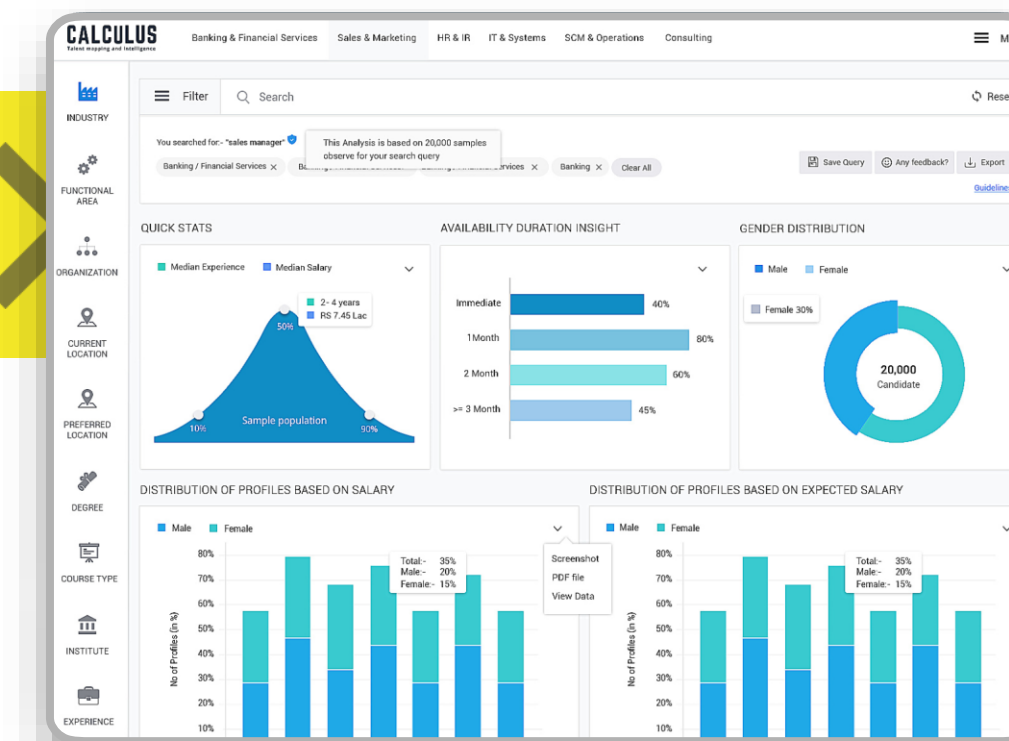 CALCULUS
Talent mapping and intelligence
Banking & Financial Services
Sales & Marketing
HR & IR
IT & Systems
SCM & Operations
Consulting
M
INDUSTRY
FUNCTIONAL
AREA
ORGANIZATION
CURRENT
LOCATION
PREFERRED
LOCATION
DEGREE
COURSE TYPE
INSTITUTE
EXPERIENCE
Filter
Search
Rese
You searched for:- "sales manager"
This Analysis is based on 20,000 samples
observe for your search query
Banking / Financial Services X
Banking X
Clear All
Save Query
Any feedback?
Export
Guideline
QUICK STATS
Median Experience
Median Salary
2- 4 years
RS 7.45 Lac
50%
10%
Sample population
90%
AVAILABILITY DURATION INSIGHT
Immediate
40%
1Month
80%
2 Month
60%
>= 3 Month
45%
GENDER DISTRIBUTION
Male
Female
Female 30%
20,000
Candidate
DISTRIBUTION OF PROFILES BASED ON SALARY
Male
Female
Screenshot
PDF file
View Data
No of Profiles (in %)
80%
70%
60%
50%
40%
30%
20%
10%
Total:- 35%
Male:- 20%
Female:- 15%
DISTRIBUTION OF PROFILES BASED ON EXPECTED SALARY
Male
Female
No of Profiles (in %)
80%
70%
60%
50%
40%
30%
20%
10%
Total:- 35%
Male:- 20%
Female:- 15%